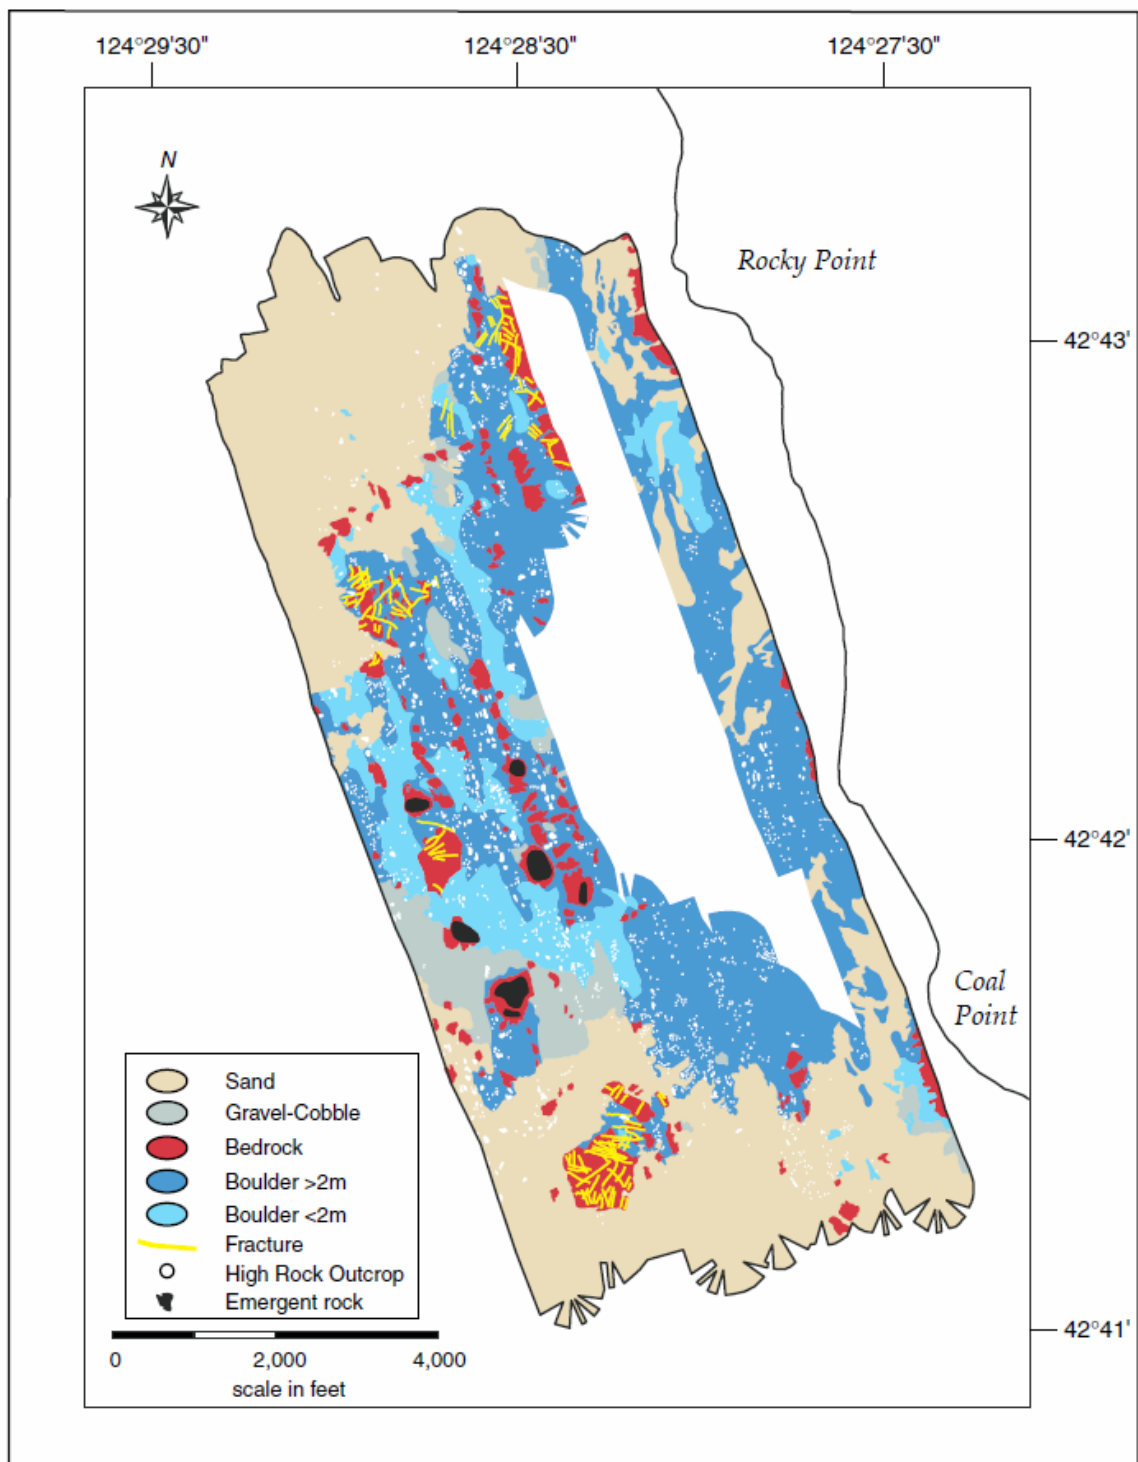 124°29'30" 124°28'30" 124°27'30"
N
Rocky Point
42°43'
42°42'
Coal
Point
Sand
Gravel-Cobble
Bedrock
Boulder >2m
Boulder <2m
Fracture
High Rock Outcrop
Emergent rock
42°41'
0 2,000 4,000
scale in feet